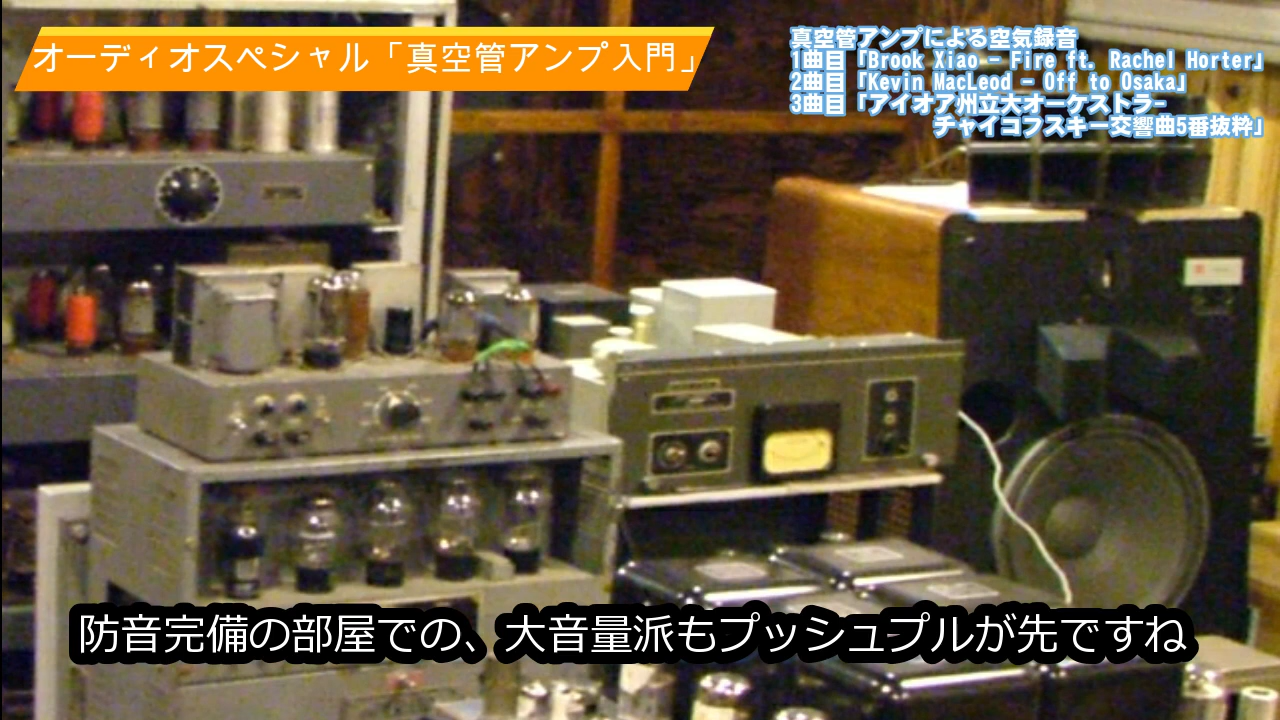 オーディオスペシャル「真空管アンプ入門」
真空管アンプによる空気録音
1曲目「Brook Xiao - Fire ft. Rachel Horter」
2曲目「Kevin MacLeod - Off to Osaka」
3曲目「アイオア州立大オーケストラ-
チャイコフスキー交響曲5番抜粋」
防音完備の部屋での、大音量派もプッシュプルが先ですね